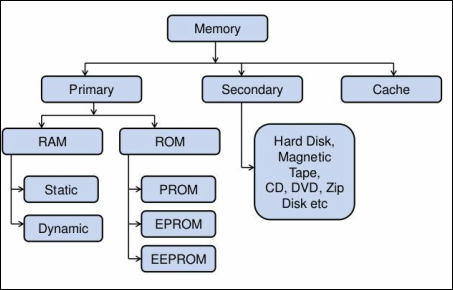 Memory
Primary
Secondary
Cache
RAM
ROM
Hard Disk,
Magnetic
Tape,
CD, DVD, Zip
Disk etc
Static
PROM
Dynamic
EPROM
EEPROM